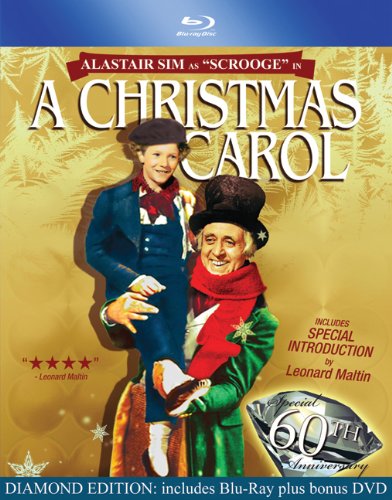 Blu-ray Disc
ALASTAIR SIM AS "SCROOGE" IN
A CHRISTMAS
CAROL
INCLUDES
SPECIAL
INTRODUCTION
by
Leonard Maltin
"★★★★"
- Leonard Maltin
Special
60TH
Anniversary
DIAMOND EDITION: includes Blu-Ray plus bonus DVD